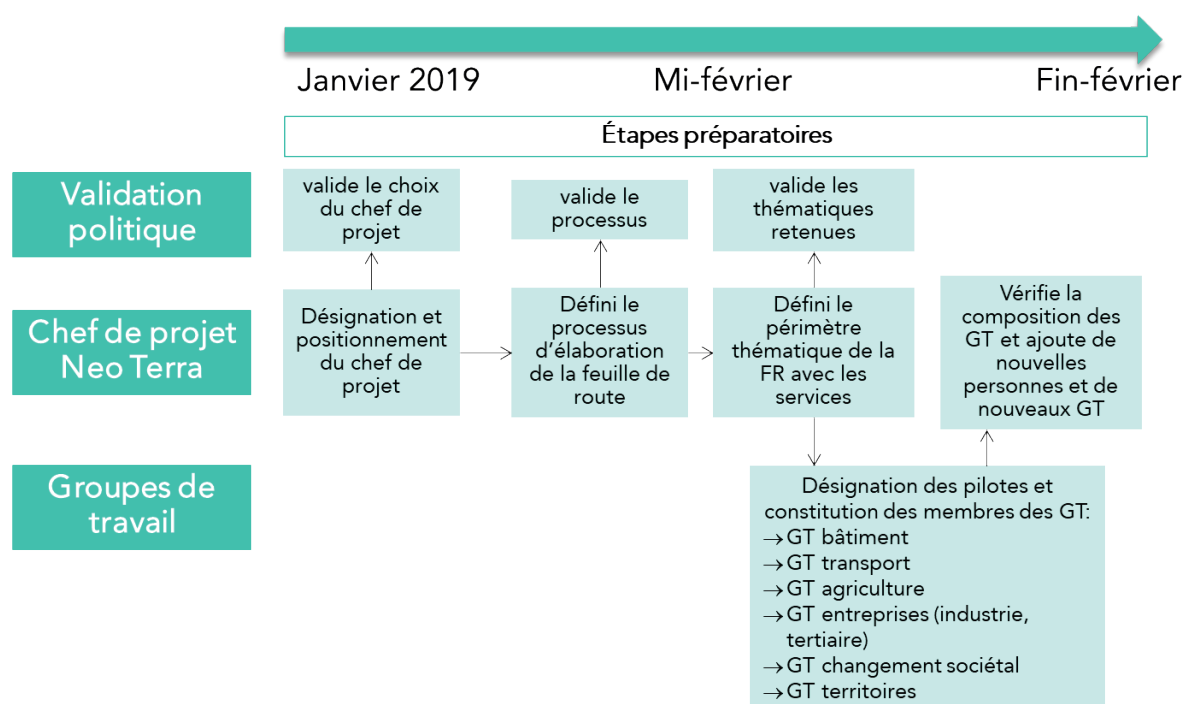 Janvier 2019
Mi-février
Fin-février
Étapes préparatoires
Validation
politique
valide le choix
du chef de
projet
valide le
processus
valide les
thématiques
retenues
Chef de projet
Neo Terra
Désignation et
positionnement
du chef de
projet
Défini le
processus
d’élaboration
de la feuille de
route
Défini le
périmètre
thématique de la
FR avec les
services
Vérifie la
composition des
GT et ajoute de
nouvelles
personnes et de
nouveaux GT
Groupes de
travail
Désignation des pilotes et
constitution des membres des GT:
→GT bâtiment
→GT transport
→GT agriculture
→GT entreprises (industrie,
tertiaire)
→GT changement sociétal
→GT territoires